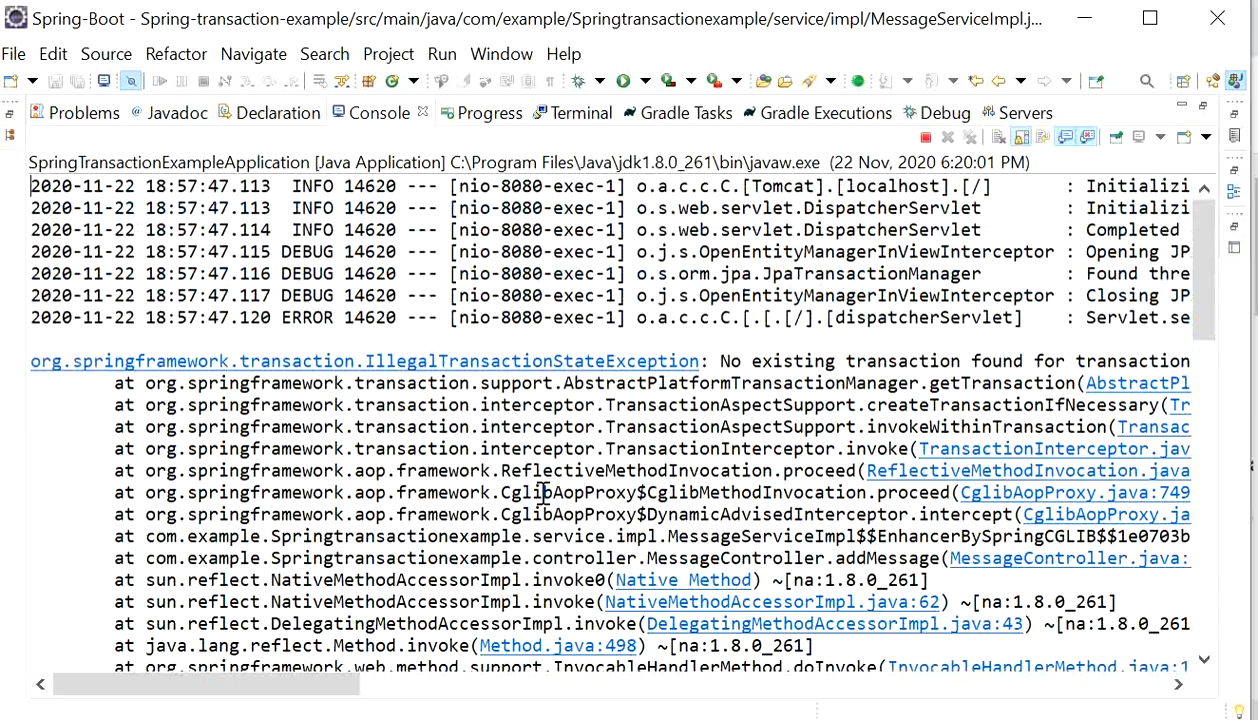 Spring-Boot - Spring-transaction-example/src/main/java/com/example/Springtransactionexample/service/impl/MessageServiceImpl.j...
File Edit Source Refactor Navigate Search Project Run Window Help
Problems Javadoc Declaration Console Progress Terminal Gradle Tasks Gradle Executions Debug Servers
SpringTransactionExampleApplication [Java Application] C:\Program Files\Java\jdk1.8.0_261\bin\javaw.exe (22 Nov, 2020 6:20:01 PM)
2020-11-22 18:57:47.113 INFO 14620 --- [nio-8080-exec-1] o.a.c.c.C.[Tomcat].[localhost].[/] : Initializi
2020-11-22 18:57:47.113 INFO 14620 --- [nio-8080-exec-1] o.s.web.servlet.DispatcherServlet : Initializi
2020-11-22 18:57:47.114 INFO 14620 --- [nio-8080-exec-1] o.s.web.servlet.DispatcherServlet : Completed
2020-11-22 18:57:47.115 DEBUG 14620 --- [nio-8080-exec-1] o.j.s.OpenEntityManagerInViewInterceptor : Opening JP
2020-11-22 18:57:47.116 DEBUG 14620 --- [nio-8080-exec-1] o.s.orm.jpa.JpaTransactionManager : Found thre
2020-11-22 18:57:47.117 DEBUG 14620 --- [nio-8080-exec-1] o.j.s.OpenEntityManagerInViewInterceptor : Closing JP
2020-11-22 18:57:47.120 ERROR 14620 --- [nio-8080-exec-1] o.a.c.c.C.[.[.[/].[dispatcherServlet] : Servlet.se
org.springframework.transaction.IllegalTransactionStateException: No existing transaction found for transaction
at org.springframework.transaction.support.AbstractPlatformTransactionManager.getTransaction(AbstractPl
at org.springframework.transaction.interceptor.TransactionAspectSupport.createTransactionIfNecessary(Tr
at org.springframework.transaction.interceptor.TransactionAspectSupport.invokeWithinTransaction(Transac
at org.springframework.transaction.interceptor.TransactionInterceptor.invoke(TransactionInterceptor.jav
at org.springframework.aop.framework.ReflectiveMethodInvocation.proceed(ReflectiveMethodInvocation.java
at org.springframework.aop.framework.CglibAopProxy$CglibMethodInvocation.proceed(CglibAopProxy.java:749
at org.springframework.aop.framework.CglibAopProxy$DynamicAdvisedInterceptor.intercept(CglibAopProxy.ja
at com.example.Springtransactionexample.service.impl.MessageServiceImpl$$EnhancerBySpringCGLIB$$1e0703b
at com.example.Springtransactionexample.controller.MessageController.addMessage(MessageController.java:
at sun.reflect.NativeMethodAccessorImpl.invoke0(Native Method) ~[na:1.8.0_261]
at sun.reflect.NativeMethodAccessorImpl.invoke(NativeMethodAccessorImpl.java:62) ~[na:1.8.0_261]
at sun.reflect.DelegatingMethodAccessorImpl.invoke(DelegatingMethodAccessorImpl.java:43) ~[na:1.8.0_261
at java.lang.reflect.Method.invoke(Method.java:498) ~[na:1.8.0_261]
at org.springframework.web.method.support.InvocableHandlerMethod.doInvoke(InvocableHandlerMethod.java:1